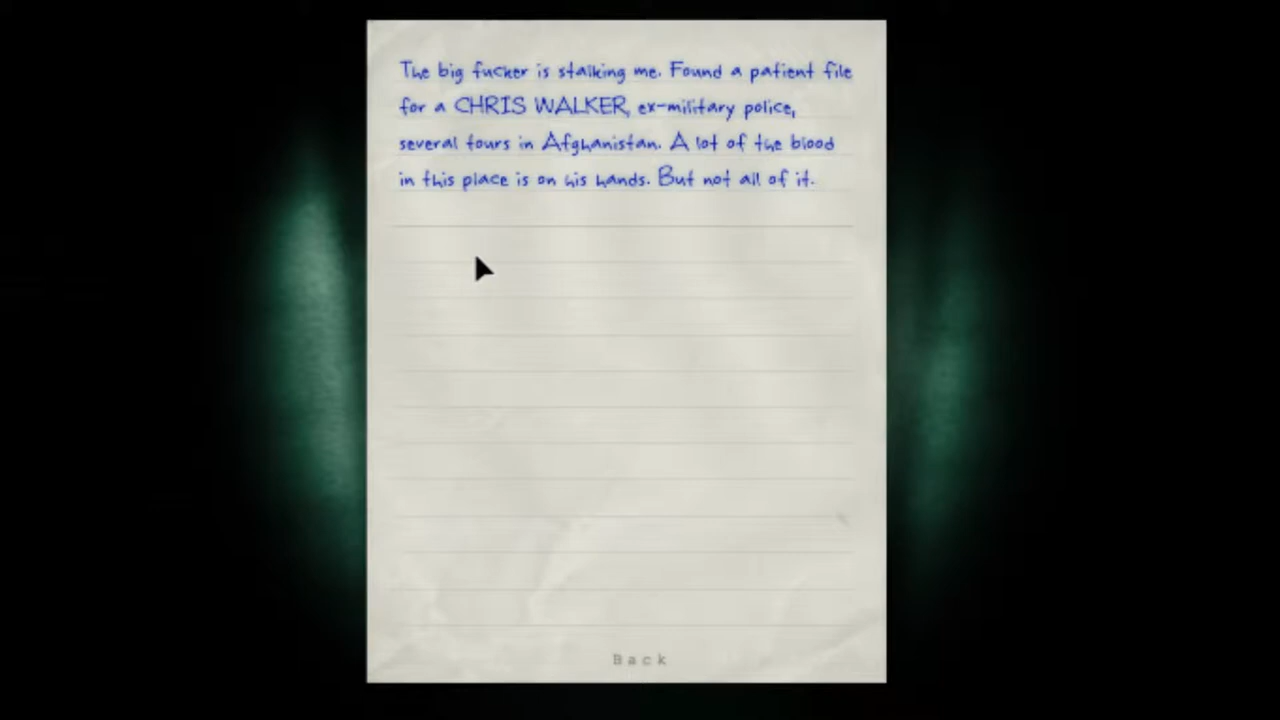 The big fucker is stalking me. Found a patient file
for a CHRIS WALKER, ex-military police,
several tours in Afghanistan. A lot of the blood
in this place is on his hands. But not all of it.
Back